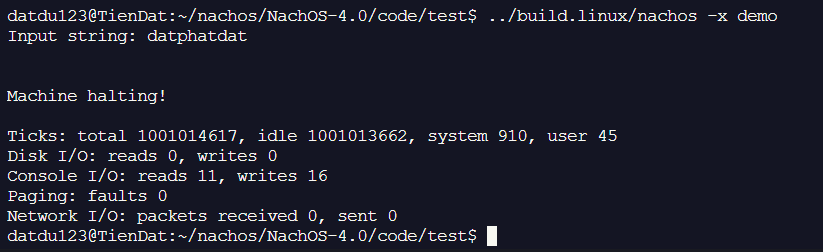 datdu123@TienDat:~/nachos/NachOS-4.0/code/test$ ../build.linux/nachos -x demo
Input string: datphatdat
Machine halting!
Ticks: total 1001014617, idle 1001013662, system 910, user 45
Disk I/O: reads 0, writes 0
Console I/O: reads 11, writes 16
Paging: faults 0
Network I/O: packets received 0, sent 0
datdu123@TienDat:~/nachos/NachOS-4.0/code/test$